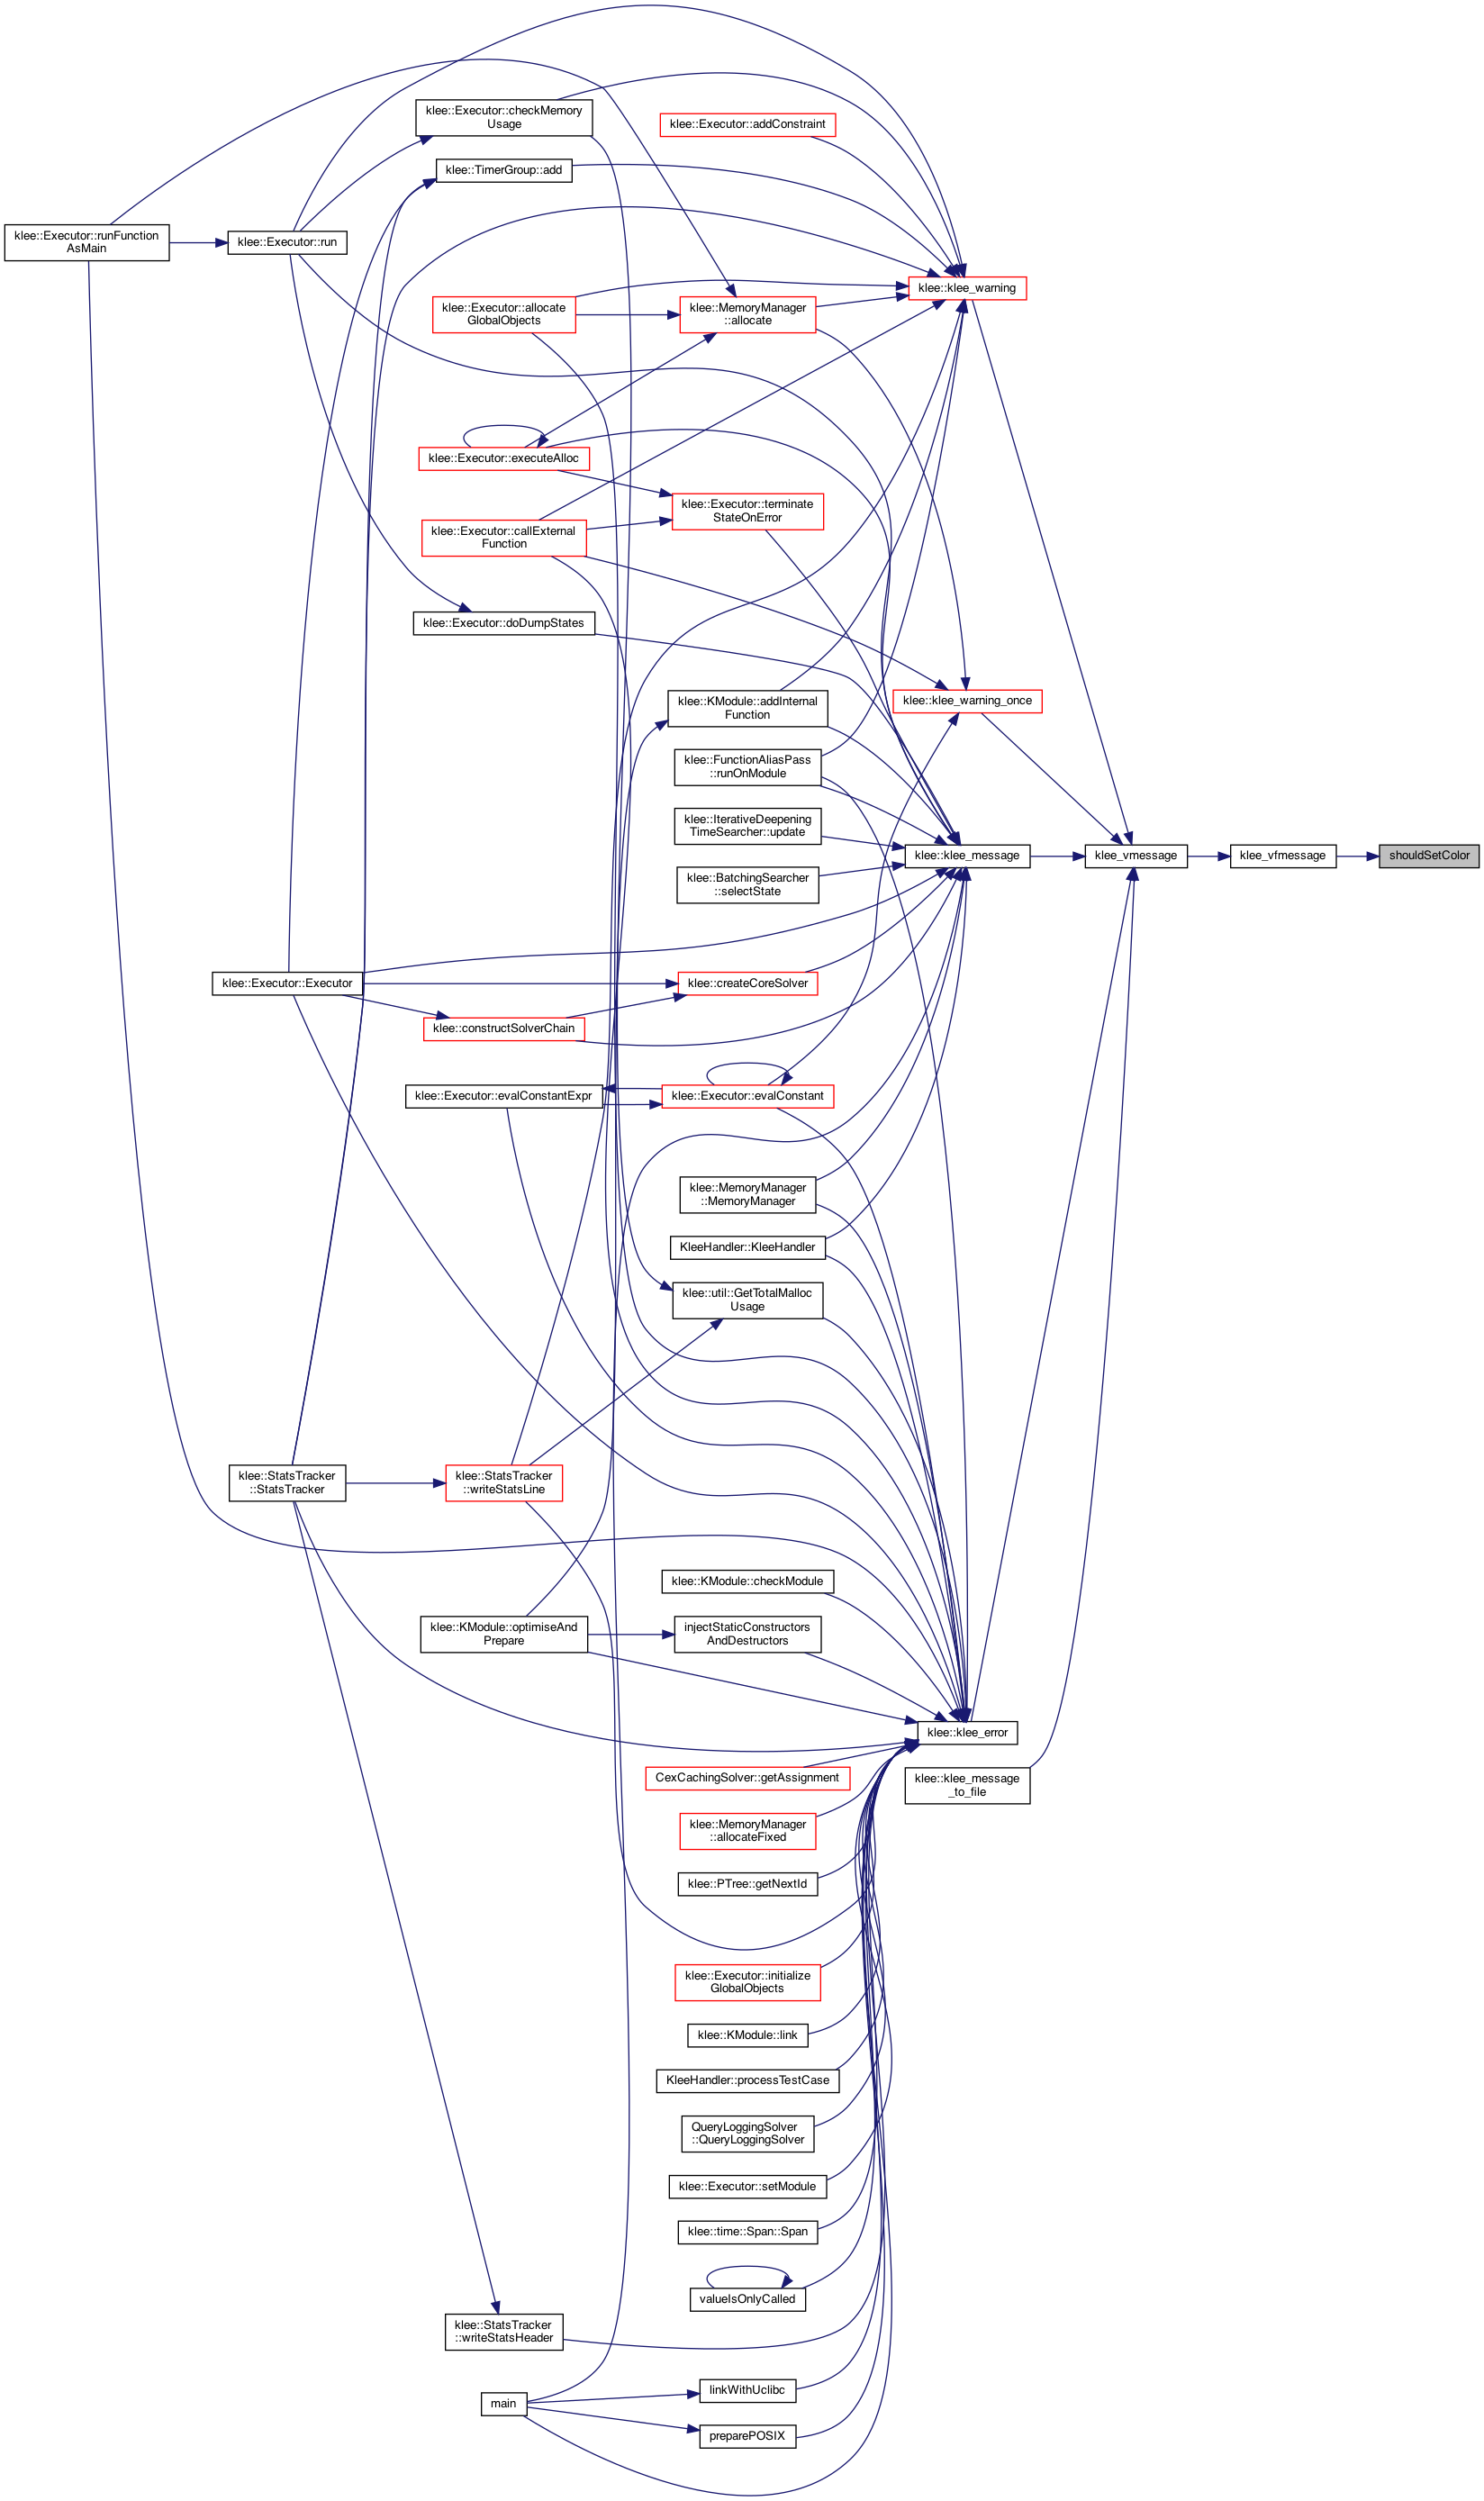 klee::Executor::checkMemory
Usage
klee::Executor::addConstraint
klee::TimerGroup::add
klee::Executor::runFunction
AsMain
klee::Executor::run
klee::klee_warning
klee::Executor::allocate
GlobalObjects
klee::MemoryManager
::allocate
klee::Executor::executeAlloc
klee::Executor::terminate
StateOnError
klee::Executor::callExternal
Function
klee::Executor::doDumpStates
klee::KModule::addInternal
Function
klee::klee_warning_once
klee::FunctionAliasPass
::runOnModule
klee::IterativeDeepening
TimeSearcher::update
klee::klee_message
klee_vmessage
klee_vfmessage
shouldSetColor
klee::BatchingSearcher
::selectState
klee::Executor::Executor
klee::createCoreSolver
klee::constructSolverChain
klee::Executor::evalConstantExpr
klee::Executor::evalConstant
klee::MemoryManager
::MemoryManager
KleeHandler::KleeHandler
klee::util::GetTotalMalloc
Usage
klee::StatsTracker
::StatsTracker
klee::StatsTracker
::writeStatsLine
klee::KModule::checkModule
klee::KModule::optimiseAnd
Prepare
injectStaticConstructors
AndDestructors
klee::klee_error
CexCachingSolver::getAssignment
klee::klee_message
_to_file
klee::MemoryManager
::allocateFixed
klee::PTree::getNextId
klee::Executor::initialize
GlobalObjects
klee::KModule::link
KleeHandler::processTestCase
QueryLoggingSolver
::QueryLoggingSolver
klee::Executor::setModule
klee::time::Span::Span
valueIsOnlyCalled
klee::StatsTracker
::writeStatsHeader
linkWithUclibc
main
preparePOSIX